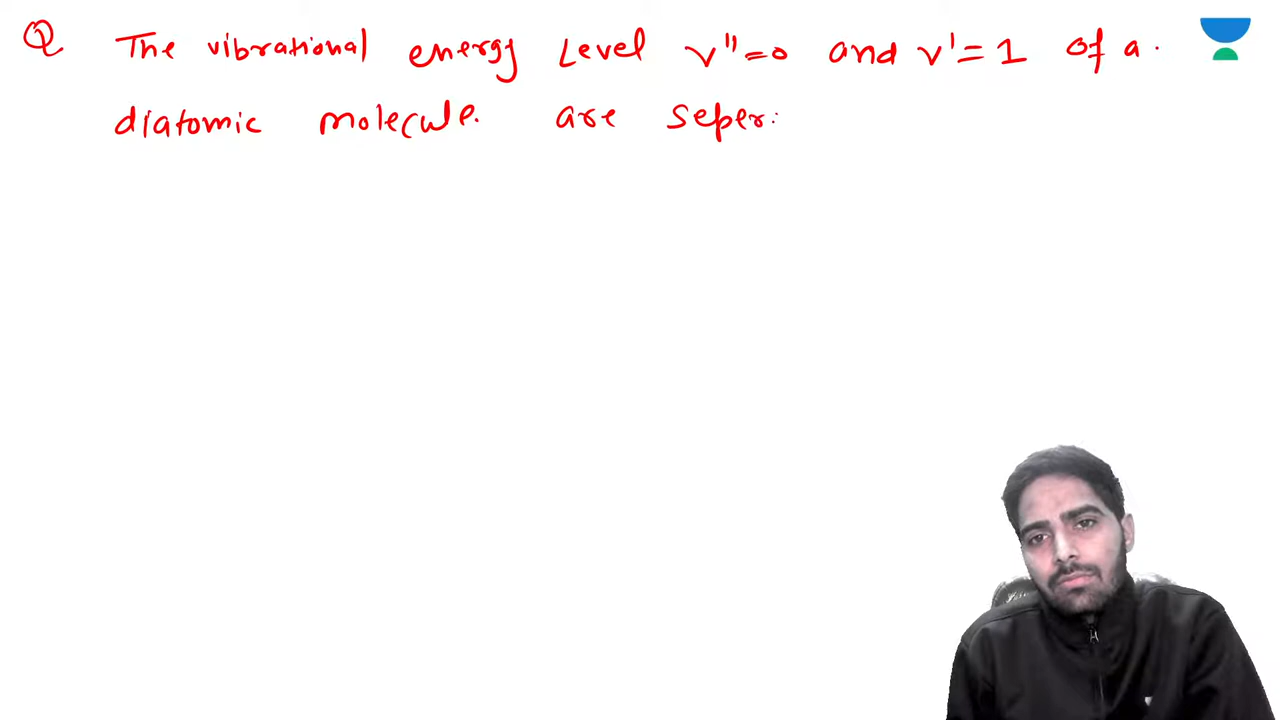 Q The vibrational energy Level v"=0 and v'=1 of a
diatomic molecule. are seper